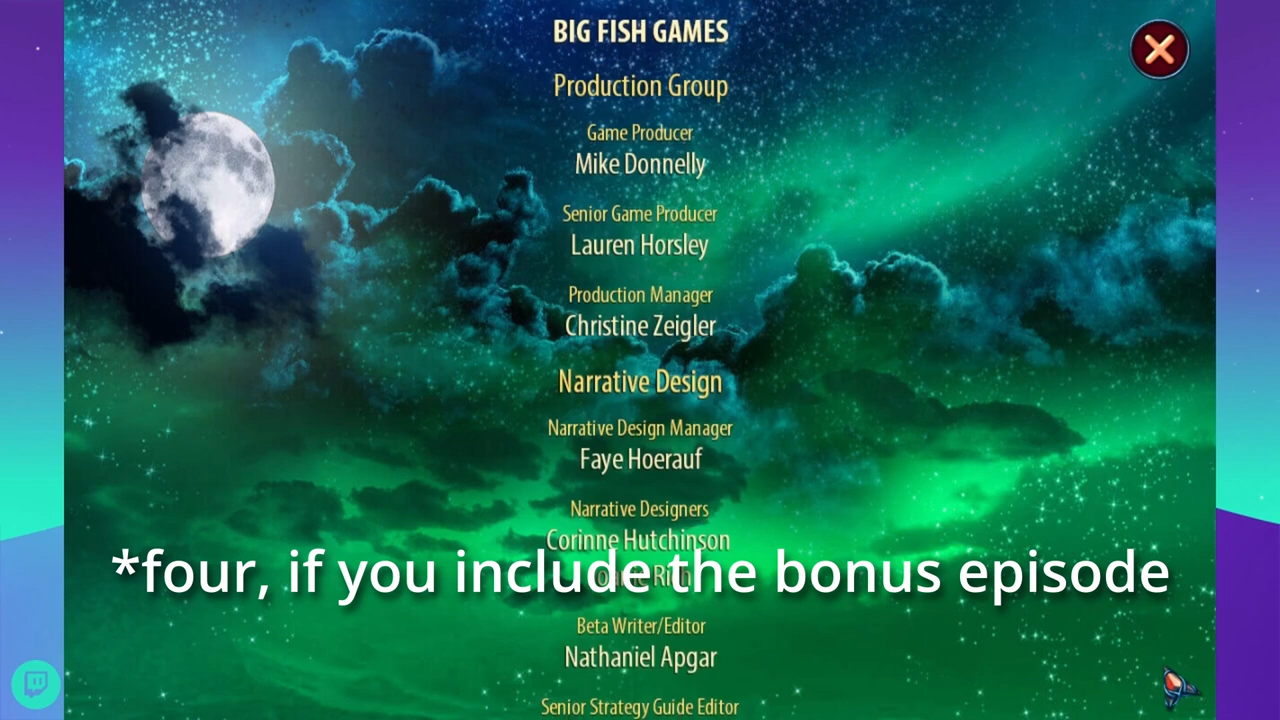 BIG FISH GAMES
Production Group
Game Producer
Mike Donnelly
Senior Game Producer
Lauren Horsley
Production Manager
Christine Zeigler
Narrative Design
Narrative Design Manager
Faye Hoerauf
Narrative Designers
Corinne Hutchinson
*four, if you include the bonus episode
Beta Writer/Editor
Nathaniel Apgar
Senior Strategy Guide Editor